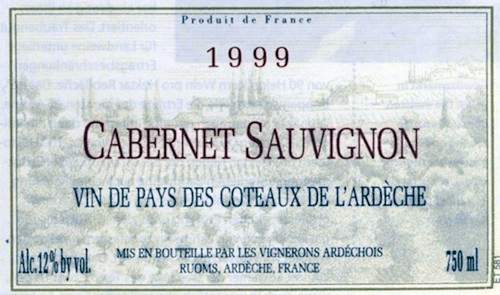 Produit de France
1999
CABERNET SAUVIGNON
VIN DE PAYS DES COTEAUX DE L'ARDÈCHE
Alc.12% by vol.
MIS EN BOUTEILLE PAR LES VIGNERONS ARDÉCHOIS
750 ml
RUOMS, ARDÈCHE, FRANCE